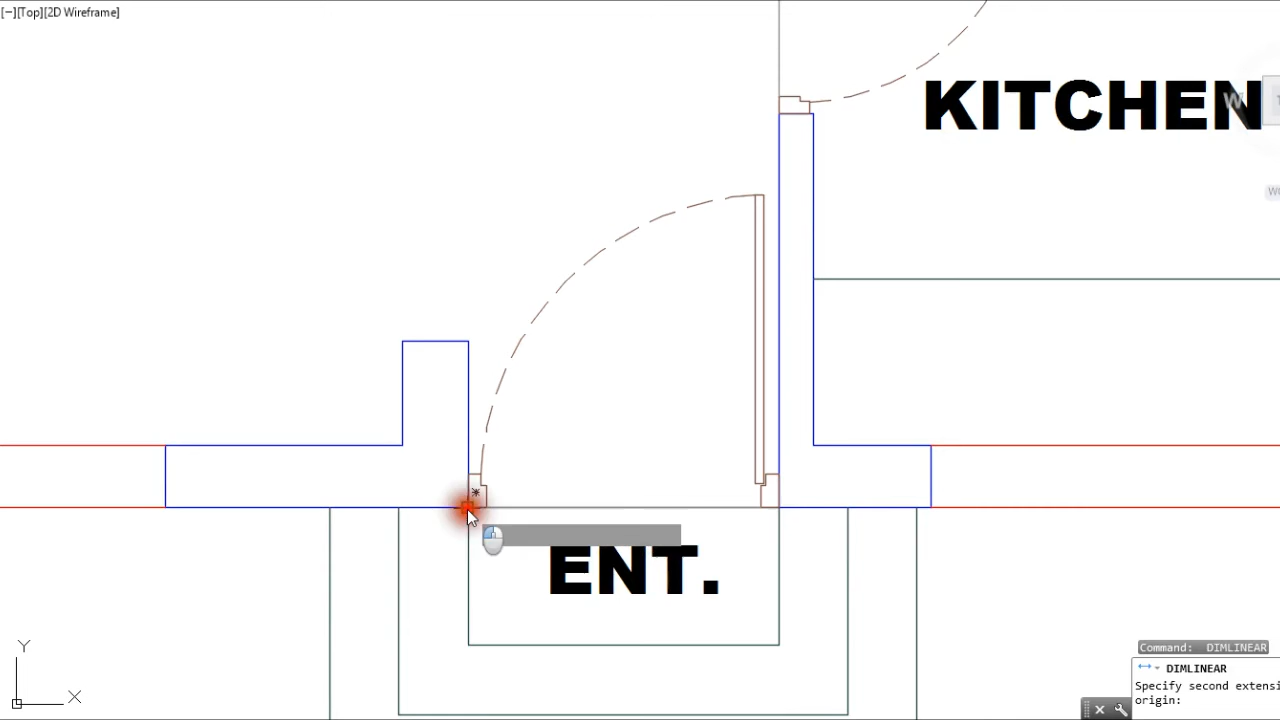 [−][Top][2D Wireframe]
KITCHEN
W
ENT.
Y
X
Command: DIMLINEAR
DIMLINEAR
Specify second extensi
origin: